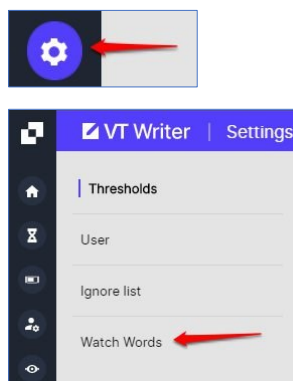 VT Writer | Settings
Thresholds
User
Ignore list
Watch Words